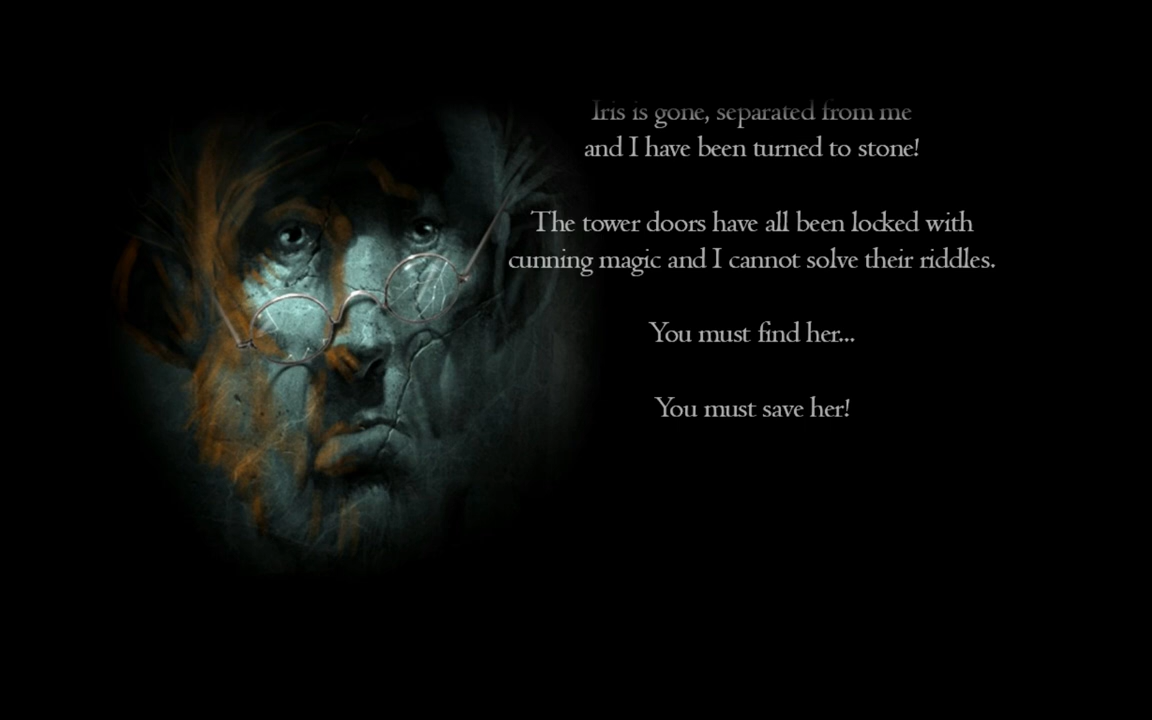 Iris is gone, separated from me
and I have been turned to stone!
The tower doors have all been locked with
cunning magic and I cannot solve their riddles.
You must find her...
You must save her!